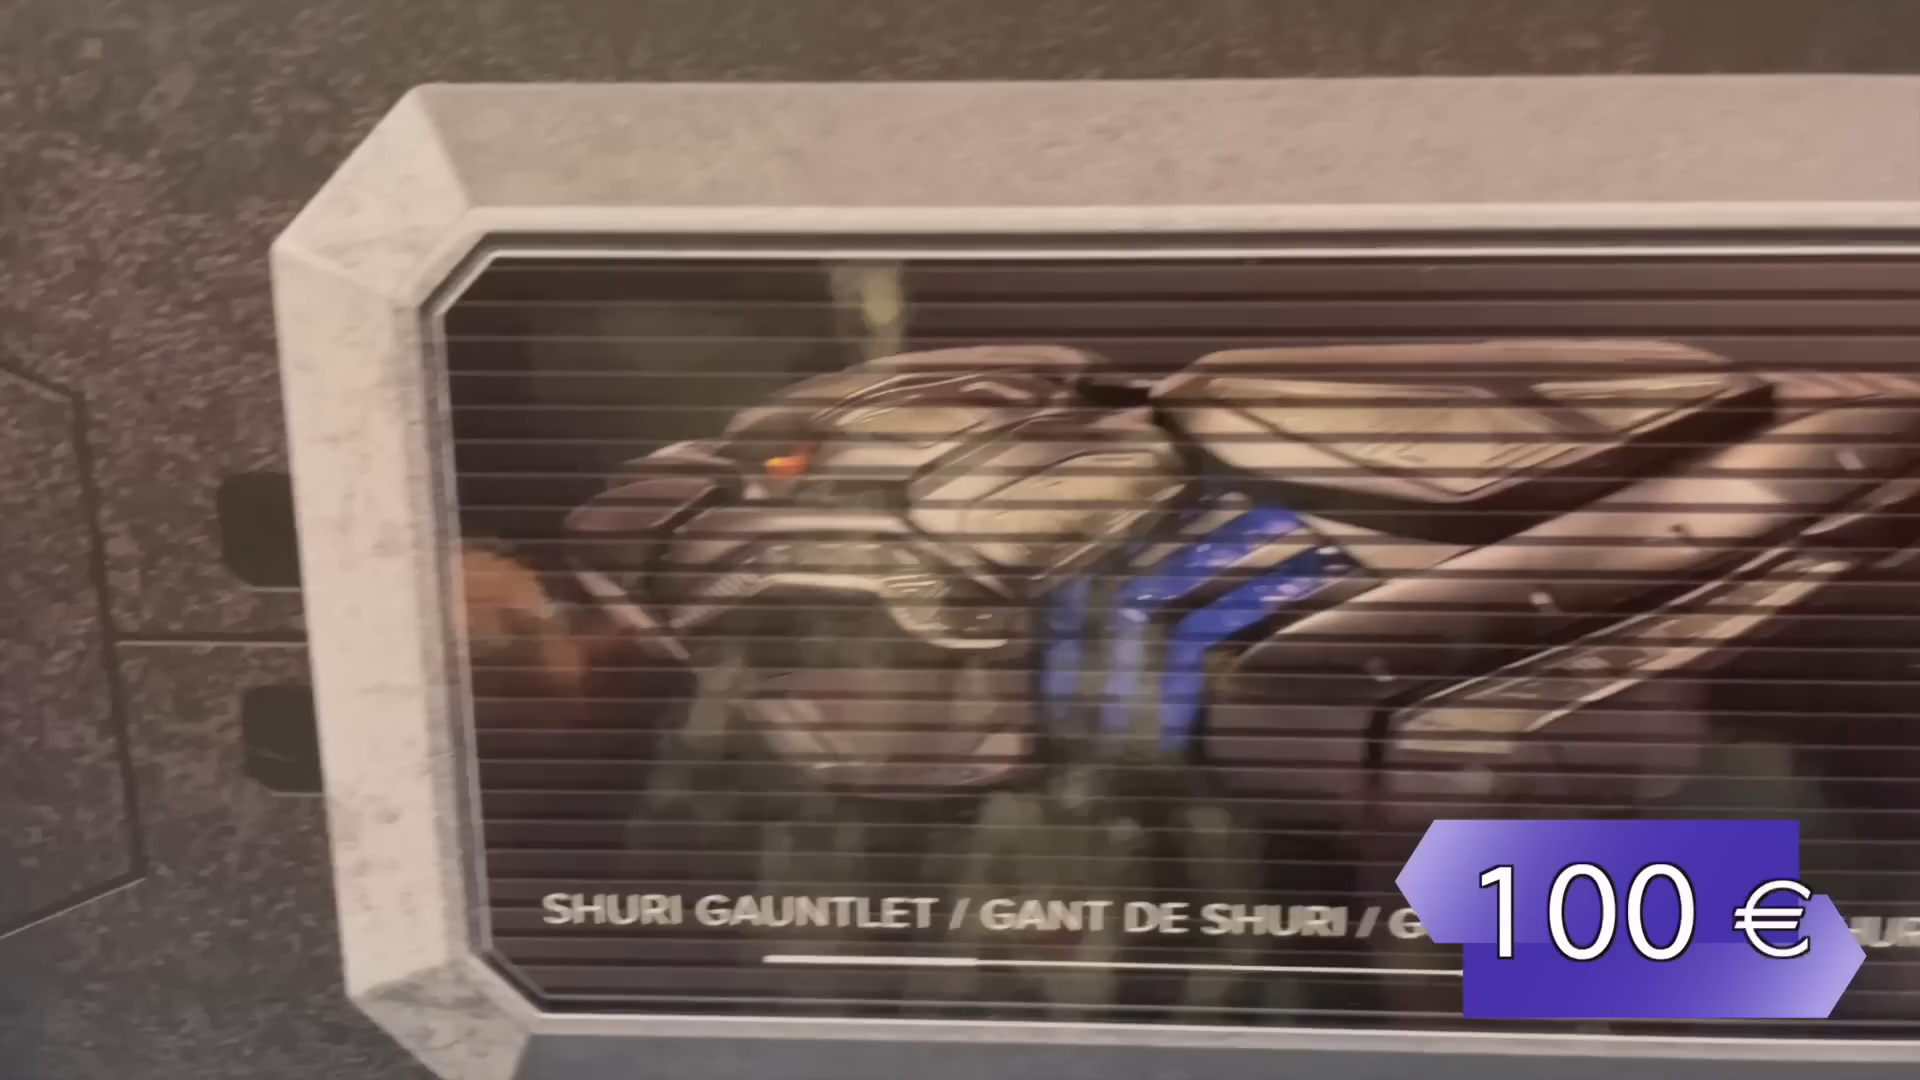 SHURI GAUNTLET / GANT DE SHURI / G
100 €